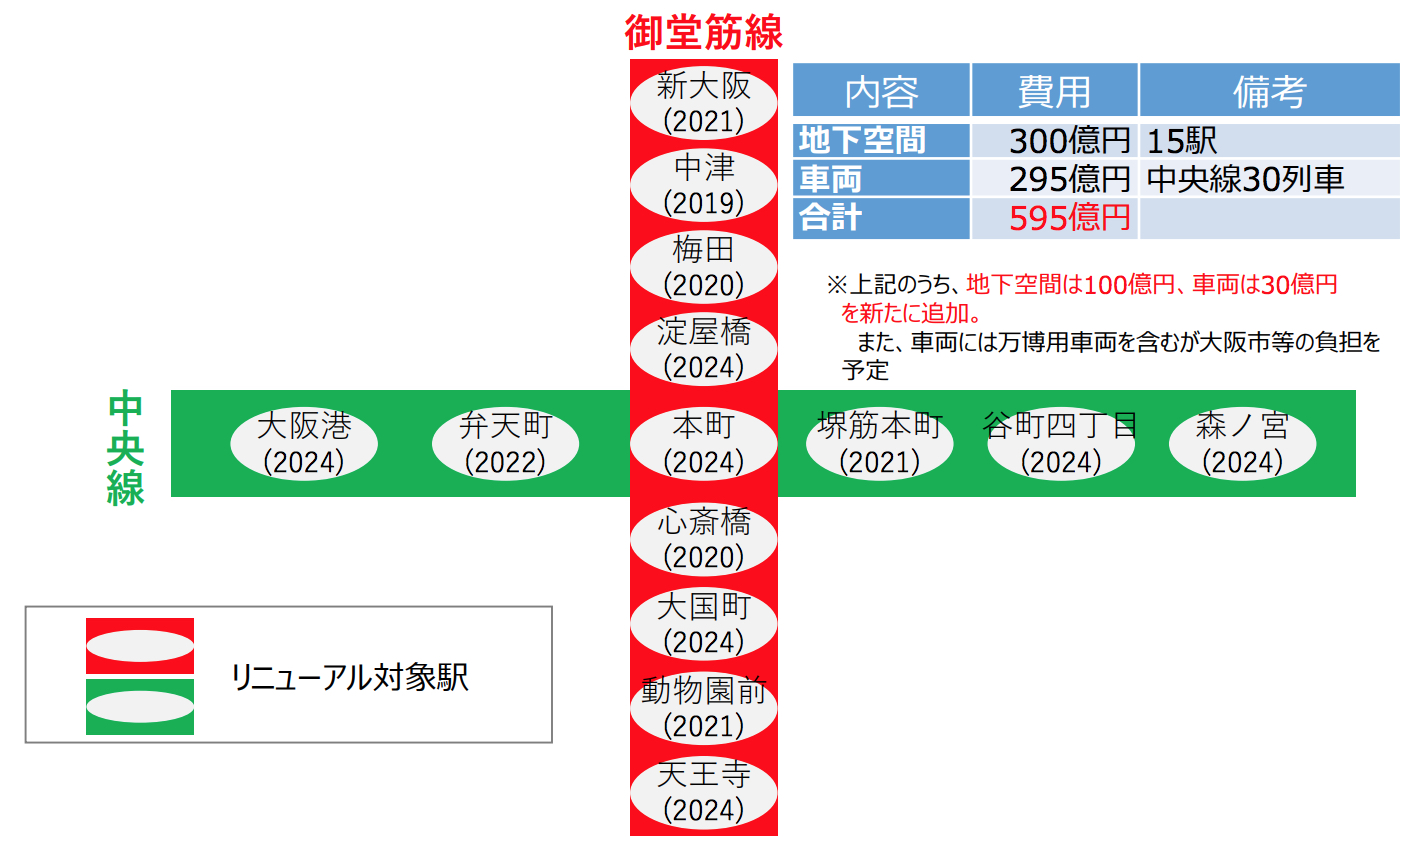 御堂筋線
新大阪
(2021)
中津
(2019)
梅田
(2020)
淀屋橋
(2024)
内容 費用 備考
地下空間 300億円 15駅
車両 295億円 中央線30列車
合計 595億円
※上記のうち、地下空間は100億円、車両は30億円
を新たに追加。
また、車両には万博用車両を含むが大阪市等の負担を
予定
中央線
大阪港
(2024)
弁天町
(2022)
本町
(2024)
堺筋本町
(2021)
谷町四丁目
(2024)
森ノ宮
(2024)
心斎橋
(2020)
大国町
(2024)
動物園前
(2021)
天王寺
(2024)
リニューアル対象駅